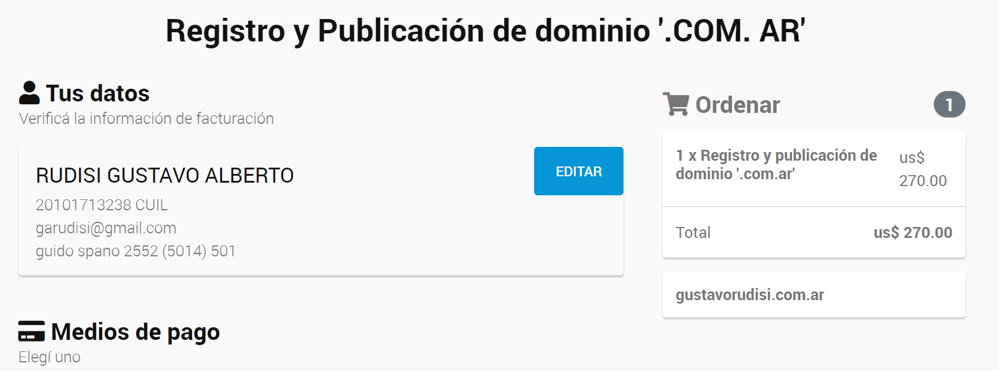 Registro y Publicación de dominio '.COM. AR'
Tus datos
Verificá la información de facturación
RUDISI GUSTAVO ALBERTO
EDITAR
20101713238 CUIL
garudisi@gmail.com
guido spano 2552 (5014) 501
Medios de pago
Elegí uno
Ordenar
1
1 x Registro y publicación de
dominio '.com.ar'
us$
270.00
Total us$ 270.00
gustavorudisi.com.ar